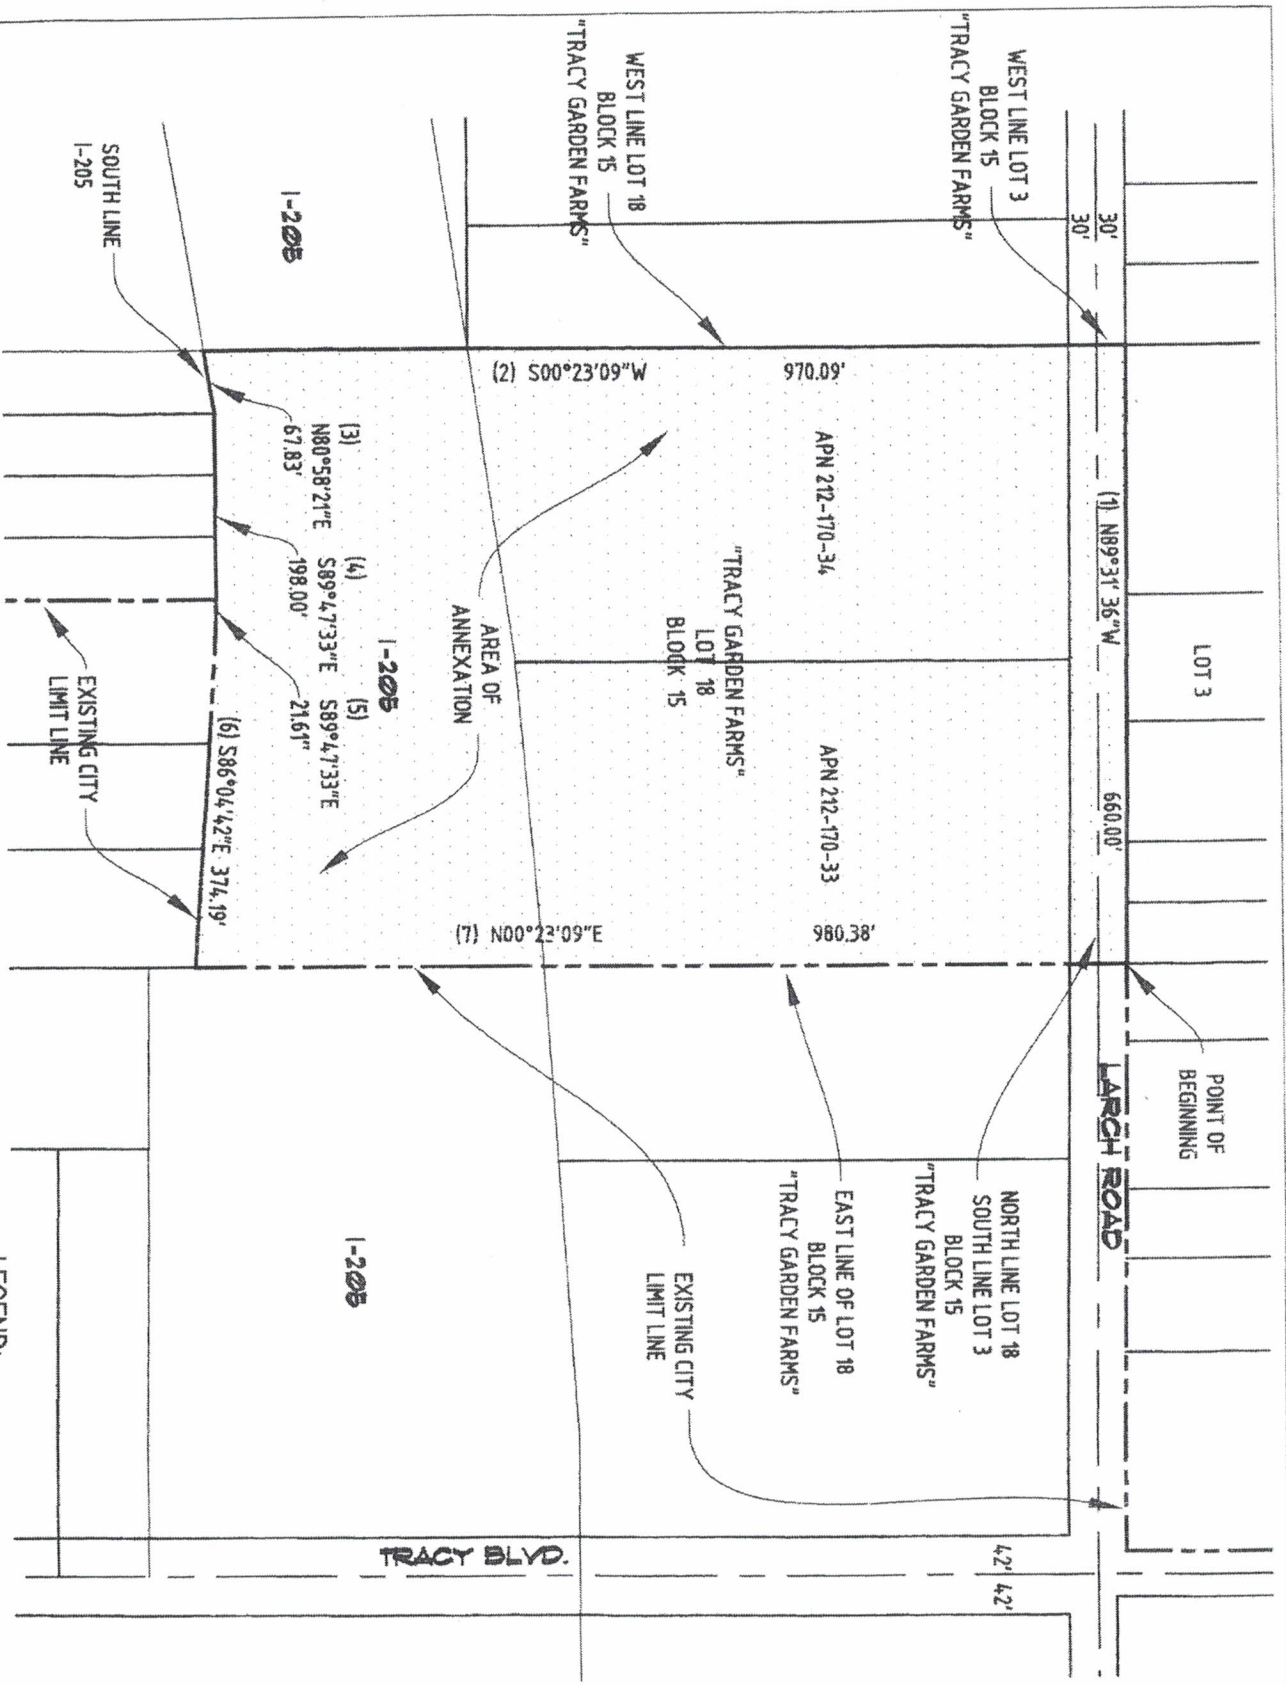 WEST LINE LOT 3
BLOCK 15
"TRACY GARDEN FARMS"
WEST LINE LOT 18
BLOCK 15
"TRACY GARDEN FARMS"
30'
30'
LOT 3
(1) N89°31'36"W
660.00'
POINT OF
BEGINNING
LARCH ROAD
NORTH LINE LOT 18
SOUTH LINE LOT 3
BLOCK 15
"TRACY GARDEN FARMS"
EAST LINE OF LOT 18
BLOCK 15
"TRACY GARDEN FARMS"
EXISTING CITY
LIMIT LINE
970.09'
(2) S00°23'09"W
APN 212-170-34
"TRACY GARDEN FARMS"
LOT 18
BLOCK 15
APN 212-170-33
980.38'
(7) N00°23'09"E
AREA OF
ANNEXATION
I-205
I-205
I-205
SOUTH LINE
I-205
(3)
N80°58'21"E
67.83'
(4)
S89°47'33"E
198.00'
(5)
S89°47'33"E
21.61"
(6) S86°04'42"E 374.19'
EXISTING CITY
LIMIT LINE
42' 42'
TRACY BLVD.